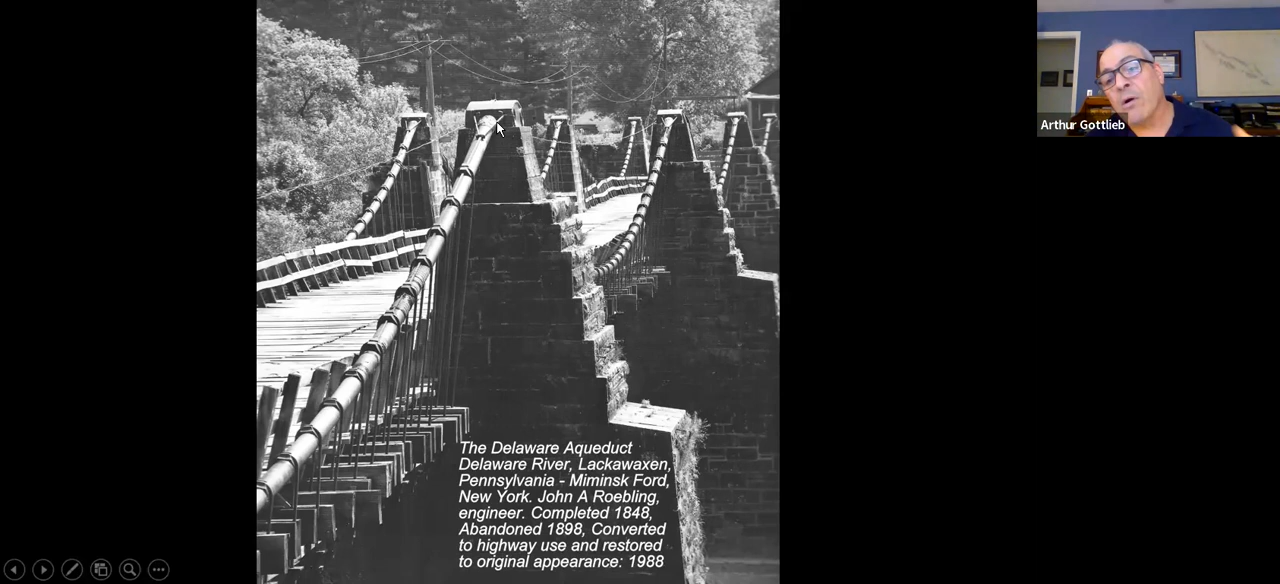 Arthur Gottlieb
The Delaware Aqueduct
Delaware River, Lackawaxen,
Pennsylvania - Miminsk Ford,
New York. John A Roebling,
engineer. Completed 1848,
Abandoned 1898, Converted
to highway use and restored
to original appearance: 1988